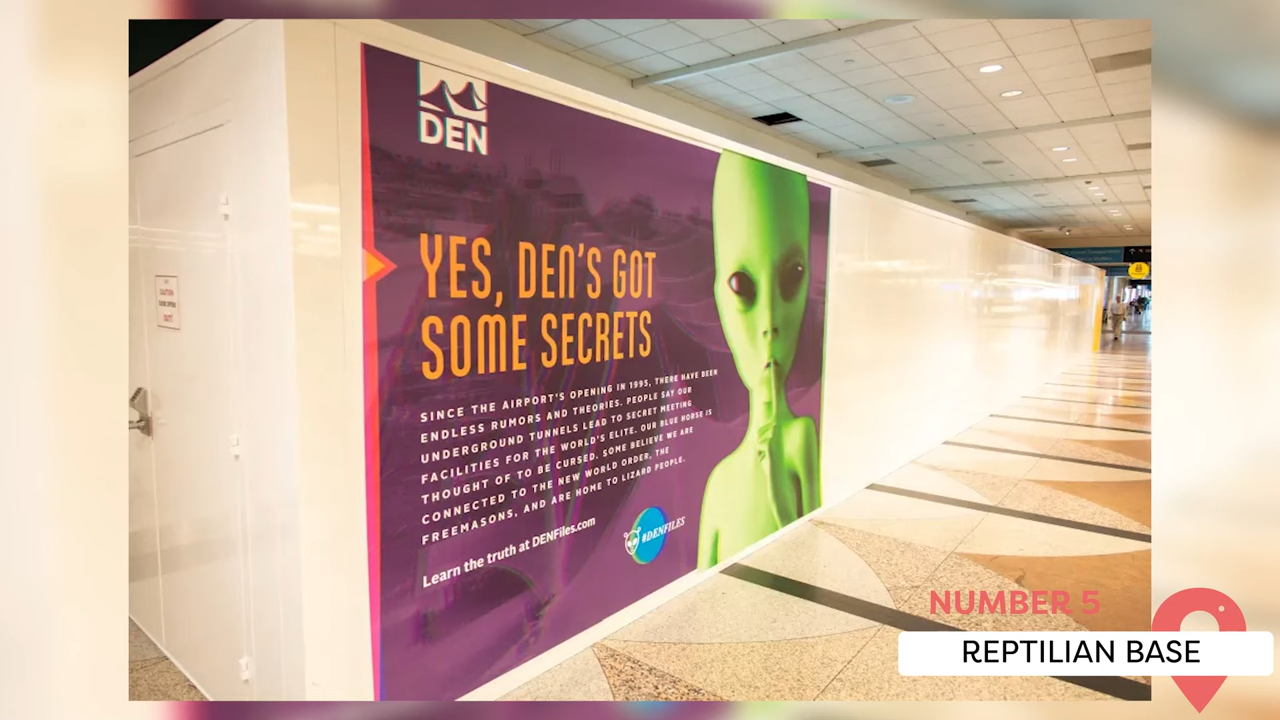 DEN
YES, DEN'S GOT
SOME SECRETS
SINCE THE AIRPORT'S OPENING IN 1995, THERE HAVE BEEN
ENDLESS RUMORS AND THEORIES. PEOPLE SAY OUR
UNDERGROUND TUNNELS LEAD TO SECRET MEETING
FACILITIES FOR THE WORLD'S ELITE. OUR BLUE HORSE IS
THOUGHT OF TO BE CURSED. SOME BELIEVE WE ARE
CONNECTED TO THE NEW WORLD ORDER, THE
FREEMASONS, AND ARE HOME TO LIZARD PEOPLE.
Learn the truth at DENFiles.com
#DENFILES
NUMBER 5
REPTILIAN BASE